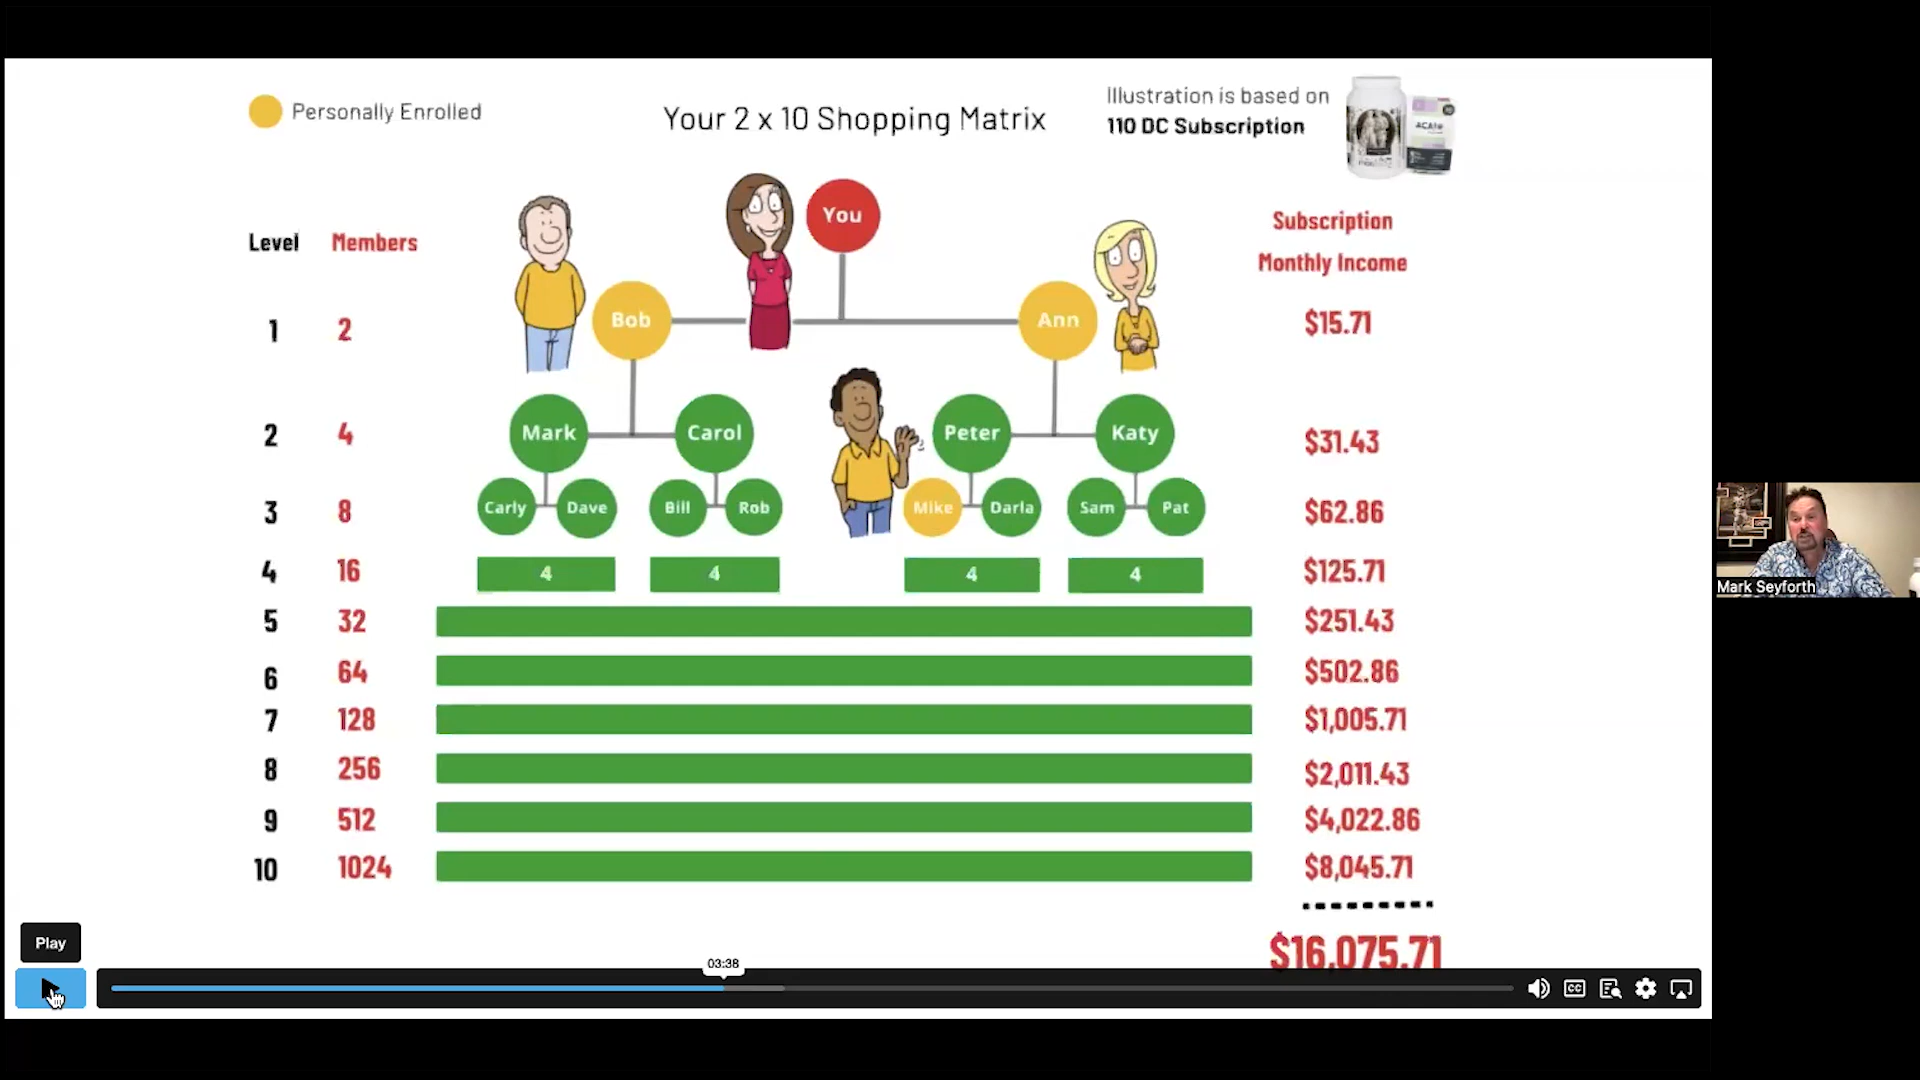 Personally Enrolled
Your 2 x 10 Shopping Matrix
Illustration is based on
110 DC Subscription
ACAI
You
Subscription
Monthly Income
Level Members
Bob
Ann
1 2 $15.71
Mark Carol Peter Katy
2 4 $31.43
Carly Dave Bill Rob Mike Darla Sam Pat
3 8 $62.86
4 16 4 4 4 4 $125.71
5 32 $251.43
6 64 $502.86
7 128 $1,005.71
8 256 $2,011.43
9 512 $4,022.86
10 1024 $8,045.71
$16,075.71
Mark Seyforth
Play
03:38
CC